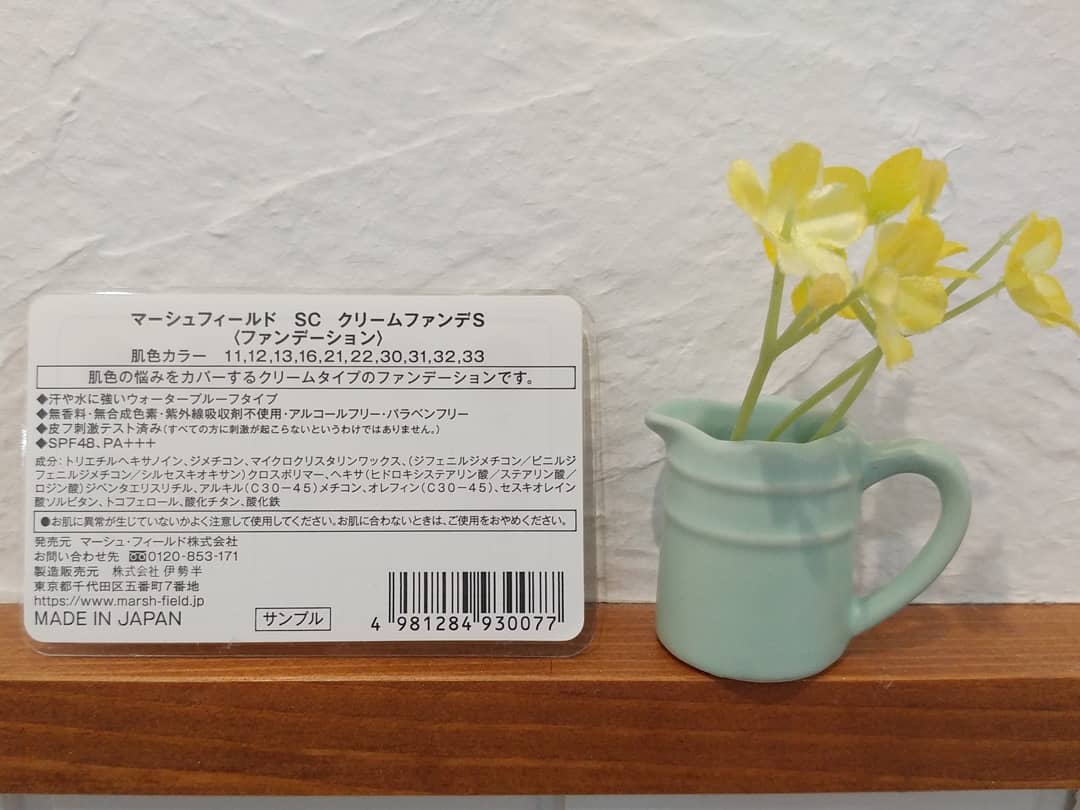 マーシュフィールド SC クリームファンデS
〈ファンデーション〉
肌色カラー 11,12,13,16,21,22,30,31,32,33
肌色の悩みをカバーするクリームタイプのファンデーションです。
◆汗や水に強いウォータープルーフタイプ
◆無香料・無合成色素・紫外線吸収剤不使用・アルコールフリー・パラベンフリー
◆皮フ刺激テスト済み(すべての方に刺激が起こらないというわけではありません。)
◆SPF48、PA+++
成分:トリエチルヘキサノイン、ジメチコン、マイクロクリスタリンワックス、(ジフェニルジメチコン/ビニルジ
フェニルジメチコン/シルセスキオキサン)クロスポリマー、ヘキサ(ヒドロキシステアリン酸/ステアリン酸/
ロジン酸)ジペンタエリスリチル、アルキル(C30-45)メチコン、オレフィン(C30-45)、セスキオレイン
酸ソルビタン、トコフェロール、酸化チタン、酸化鉄
●お肌に異常が生じていないかよく注意して使用してください。お肌に合わないときは、ご使用をおやめください。
発売元 マーシュ・フィールド株式会社
お問い合わせ先 0120-853-171
製造販売元 株式会社 伊勢半
東京都千代田区五番町7番地
https://www.marsh-field.jp
MADE IN JAPAN
サンプル
4 981284 930077